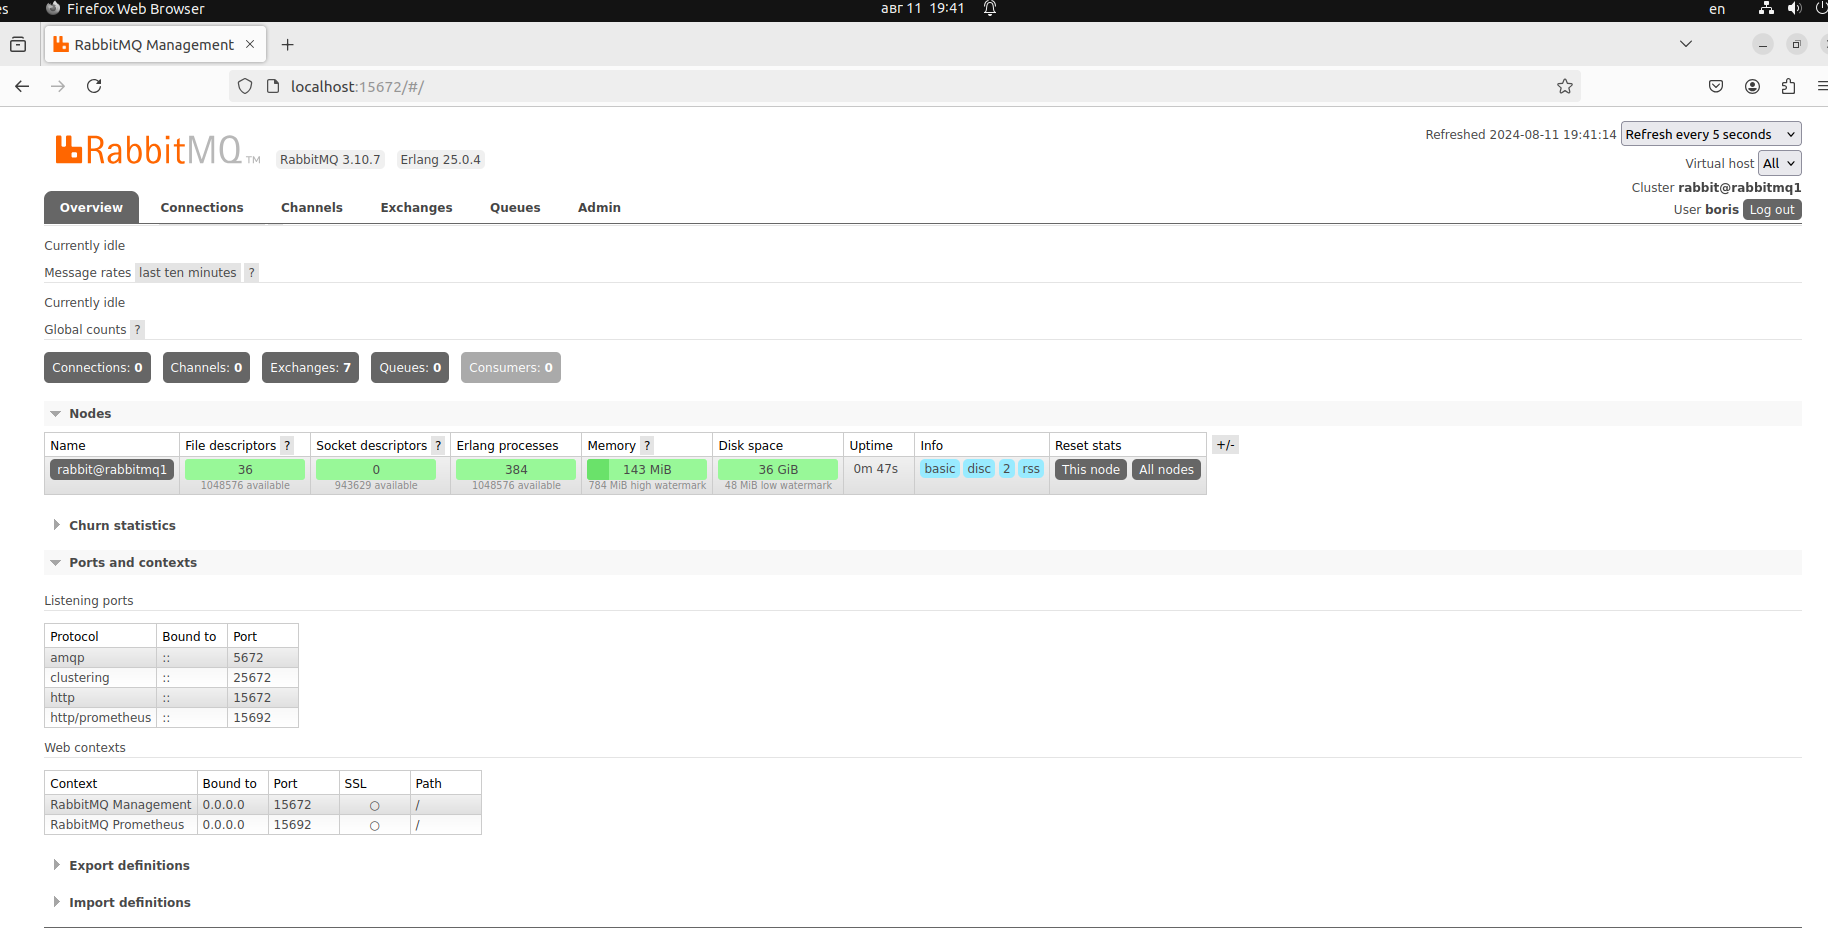 es Firefox Web Browser авг 11 19:41 en
RabbitMQ Management
localhost:15672/#/
RabbitMQ TM RabbitMQ 3.10.7 Erlang 25.0.4
Refreshed 2024-08-11 19:41:14 Refresh every 5 seconds
Virtual host All
Cluster rabbit@rabbitmq1
User boris Log out
Overview Connections Channels Exchanges Queues Admin
Currently idle
Message rates last ten minutes ?
Currently idle
Global counts ?
Connections: 0 Channels: 0 Exchanges: 7 Queues: 0 Consumers: 0
Nodes
Name File descriptors ? Socket descriptors ? Erlang processes Memory ? Disk space Uptime Info Reset stats +/-
rabbit@rabbitmq1 36 0 384 143 MiB 36 GiB 0m 47s basic disc 2 rss This node All nodes
1048576 available 943629 available 1048576 available 784 MiB high watermark 48 MiB low watermark
Churn statistics
Ports and contexts
Listening ports
Protocol Bound to Port
amqp :: 5672
clustering :: 25672
http :: 15672
http/prometheus :: 15692
Web contexts
Context Bound to Port SSL Path
RabbitMQ Management 0.0.0.0 15672 ○ /
RabbitMQ Prometheus 0.0.0.0 15692 ○ /
Export definitions
Import definitions